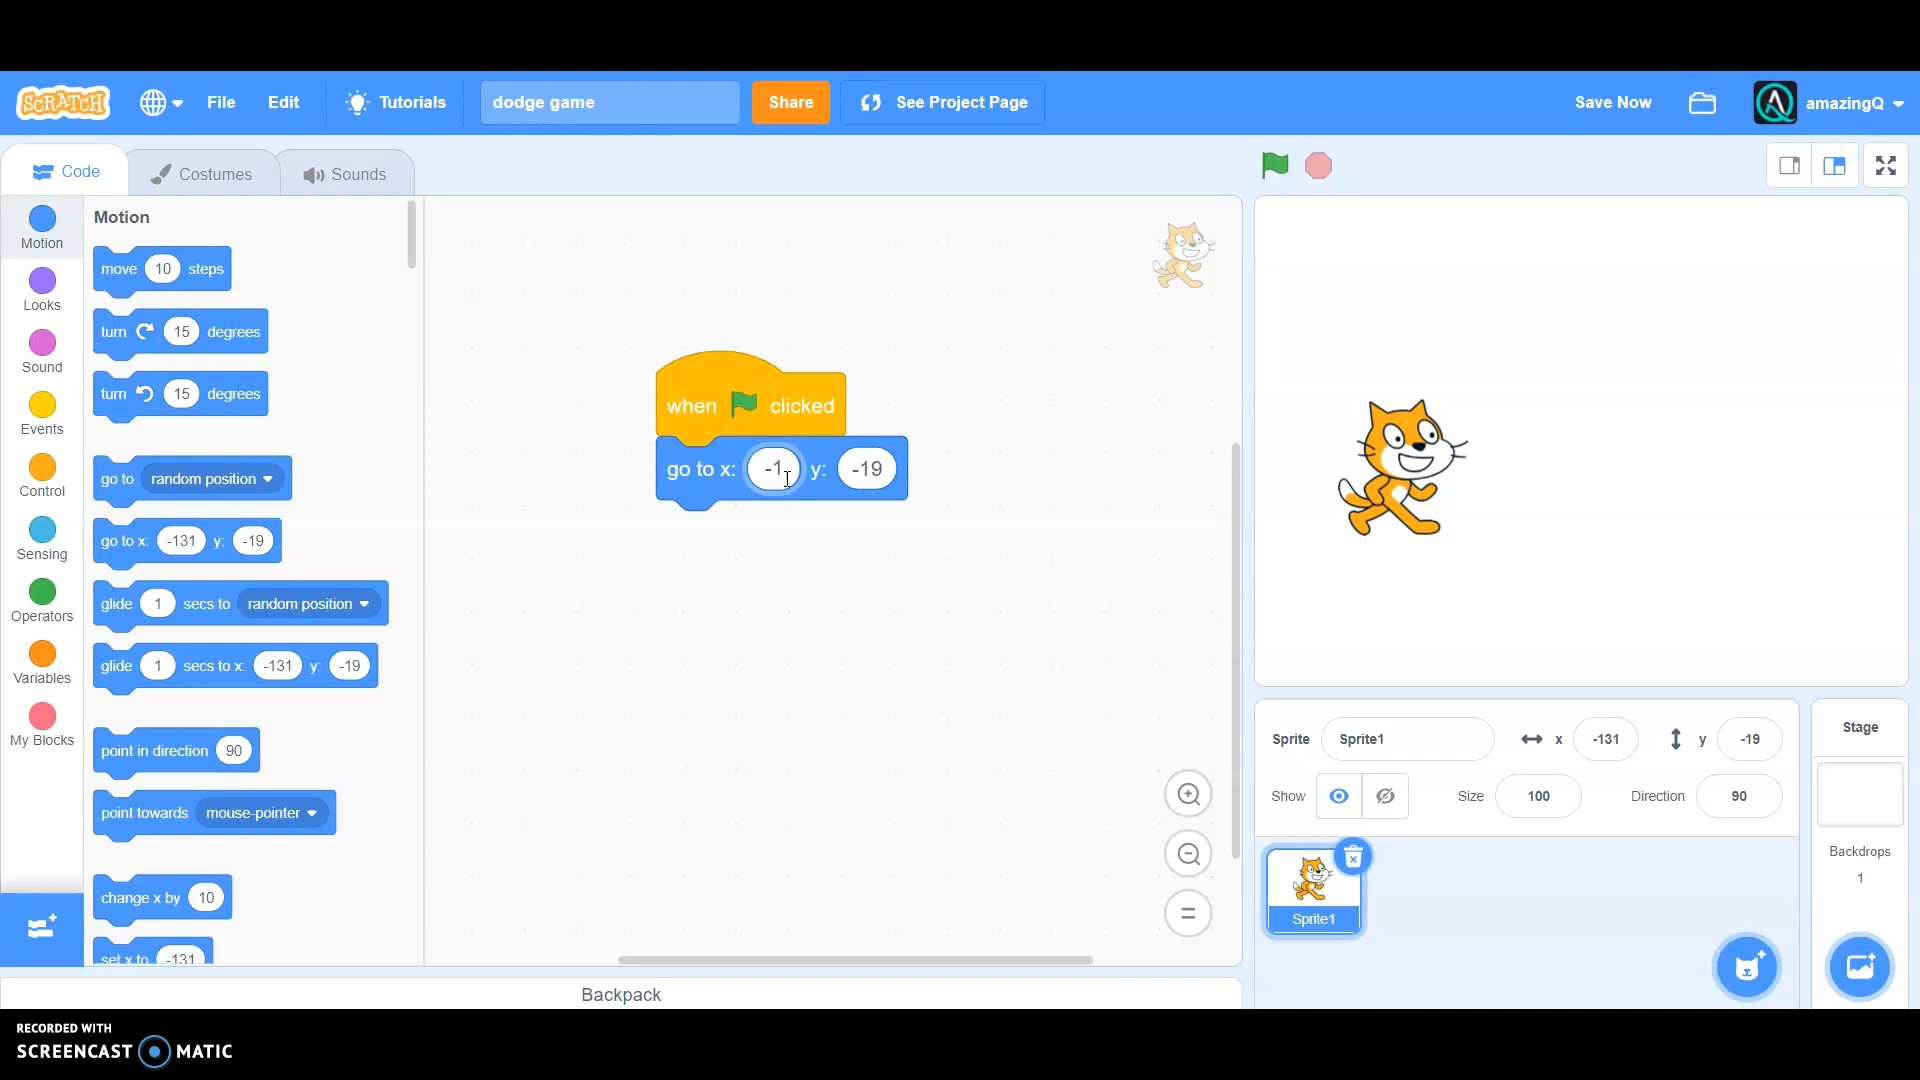 SCRATCH File Edit Tutorials dodge game Share See Project Page Save Now amazingQ
Code Costumes Sounds
Motion
Looks
Sound
Events
Control
Sensing
Operators
Variables
My Blocks
Motion
move 10 steps
turn 15 degrees
turn 15 degrees
go to random position
go to x: -131 y: -19
glide 1 secs to random position
glide 1 secs to x: -131 y: -19
point in direction 90
point towards mouse-pointer
change x by 10
set x to -131
when clicked
go to x: -1 y: -19
Backpack
Sprite Sprite1 x -131 y -19
Show Size 100 Direction 90
Sprite1
Stage
Backdrops
1
RECORDED WITH
SCREENCAST MATIC